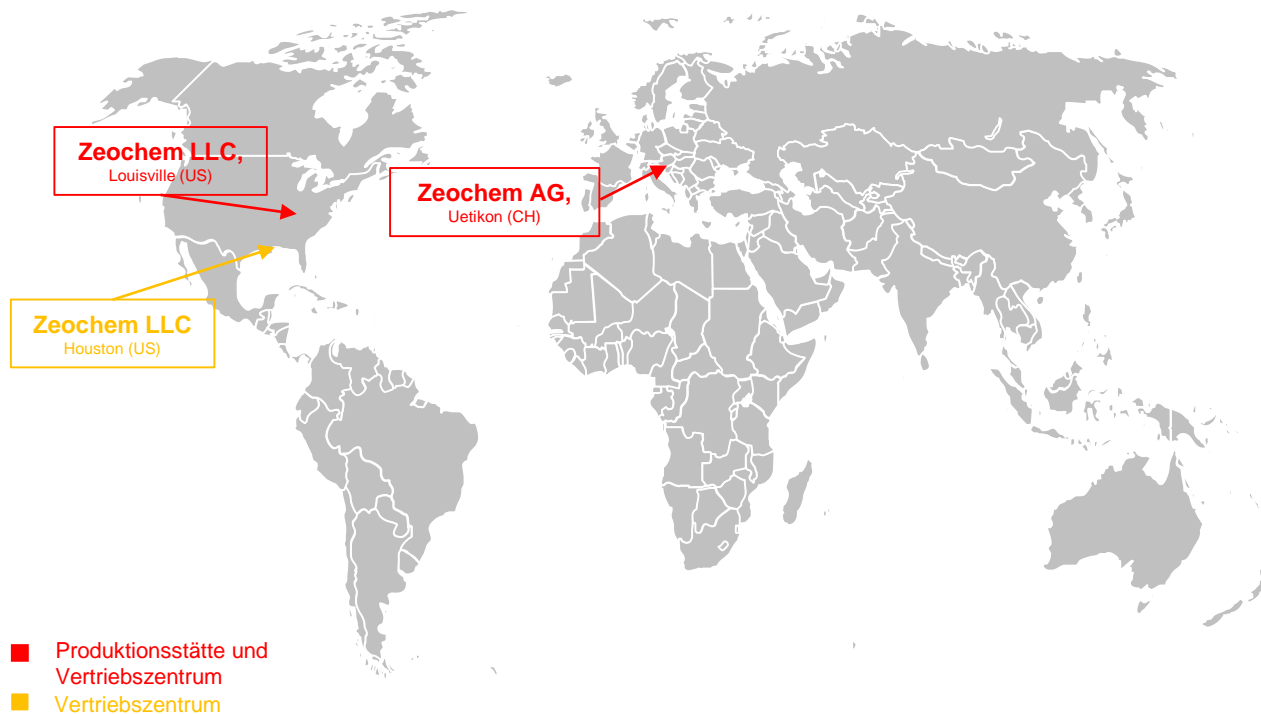 Zeochem LLC,
Louisville (US)
Zeochem AG,
Uetikon (CH)
Zeochem LLC
Houston (US)
Produktionsstätte und
Vertriebszentrum
Vertriebszentrum